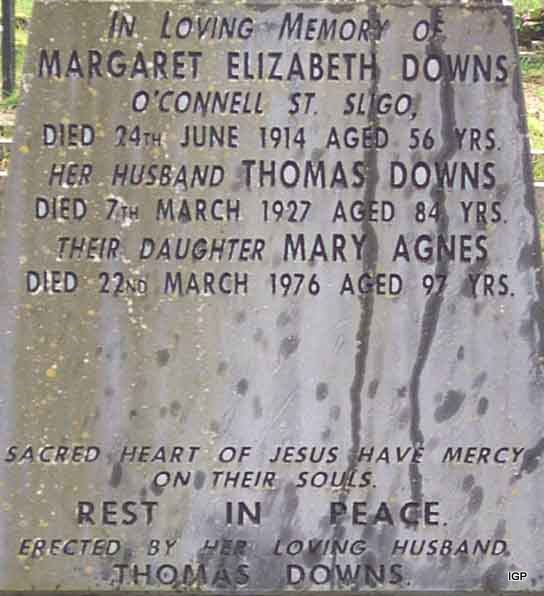 IN LOVING MEMORY OF
MARGARET ELIZABETH DOWNS
O'CONNELL ST. SLIGO,
DIED 24TH JUNE 1914 AGED 56 YRS.
HER HUSBAND THOMAS DOWNS
DIED 7TH MARCH 1927 AGED 84 YRS.
THEIR DAUGHTER MARY AGNES
DIED 22ND MARCH 1976 AGED 97 YRS.
SACRED HEART OF JESUS HAVE MERCY
ON THEIR SOULS.
REST IN PEACE.
ERECTED BY HER LOVING HUSBAND
THOMAS DOWNS.
IGP